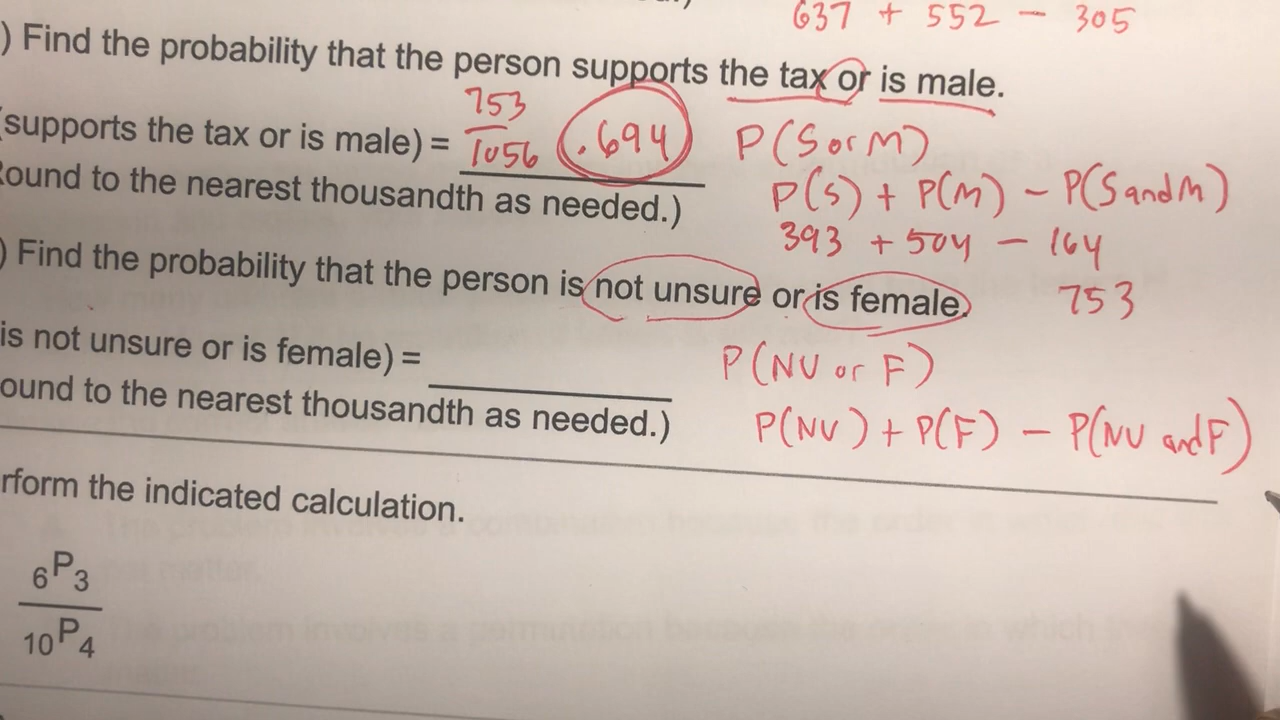 637 + 552 - 305
) Find the probability that the person supports the tax or is male.
(supports the tax or is male) = 753/1056 .694 P(S or M)
ound to the nearest thousandth as needed.)
P(S) + P(M) - P(S and M)
393 + 504 - 164
) Find the probability that the person is not unsure or is female.
753
is not unsure or is female) =
P(NU or F)
ound to the nearest thousandth as needed.)
P(NU) + P(F) - P(NU and F)
rform the indicated calculation.
6P3
10P4